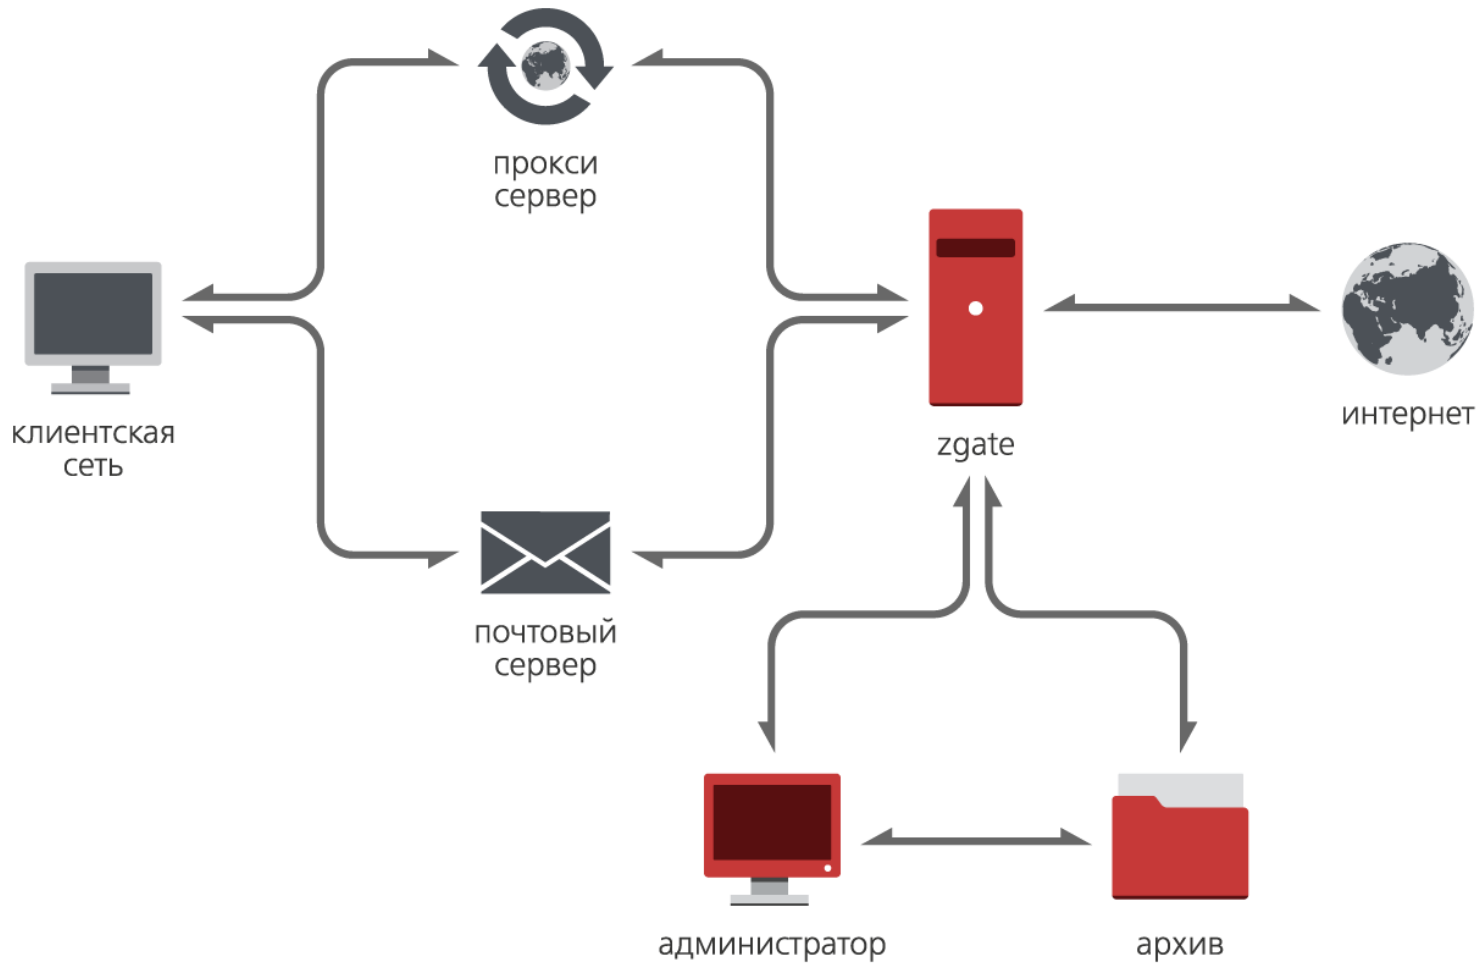 прокси
сервер
клиентская
сеть
zgate
интернет
почтовый
сервер
администратор
архив